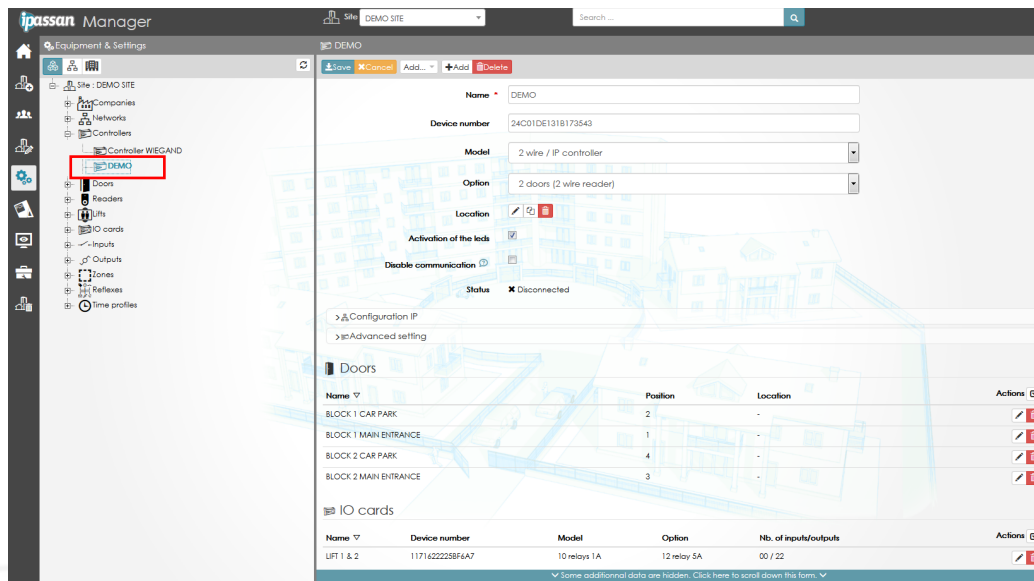 ipassan Manager
Site DEMO SITE
Search ...
Equipment & Settings
DEMO
Save Cancel Add... +Add Delete
Site : DEMO SITE
Companies
Networks
Controllers
Controller WIEGAND
DEMO
Doors
Readers
Lifts
IO cards
Inputs
Outputs
Zones
Reflexes
Time profiles
Name * DEMO
Device number 24C01DE131B173543
Model 2 wire / IP controller
Option 2 doors (2 wire reader)
Location
Activation of the leds
Disable communication
Status Disconnected
Configuration IP
Advanced setting
Doors
Name Position Location Actions
BLOCK 1 CAR PARK 2 -
BLOCK 1 MAIN ENTRANCE 1 -
BLOCK 2 CAR PARK 4 -
BLOCK 2 MAIN ENTRANCE 3 -
IO cards
Name Device number Model Option Nb. of inputs/outputs Actions
LIFT 1 & 2 1171622225BF6A7 10 relays 1A 12 relay 5A 00 / 22
Some additionnal data are hidden. Click here to scroll down this form.